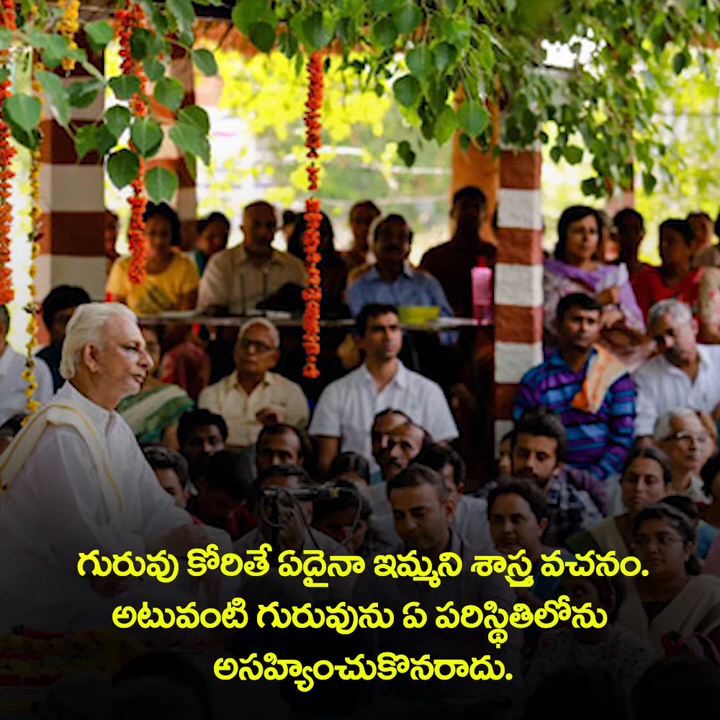 గురువు కోరితే ఏదైనా ఇమ్మని శాస్త్ర వచనం.
అటువంటి గురువును ఏ పరిస్థితిలోను
అసహ్యించుకొనరాదు.